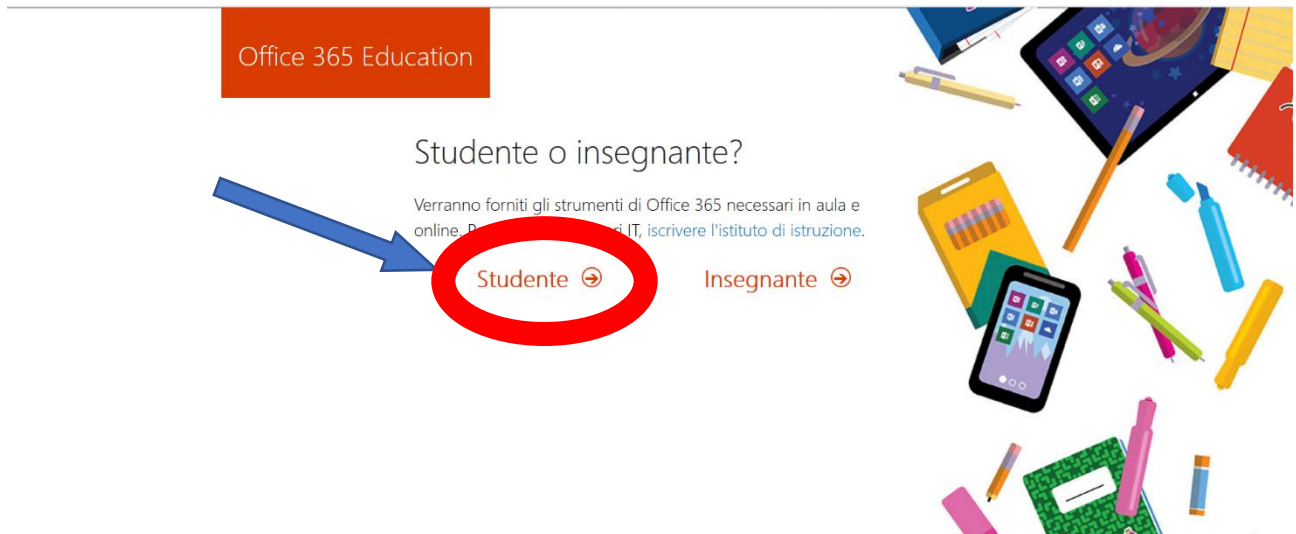 Office 365 Education
Studente o insegnante?
Verranno forniti gli strumenti di Office 365 necessari in aula e
online. IT, iscrivere l'istituto di istruzione.
Studente
Insegnante